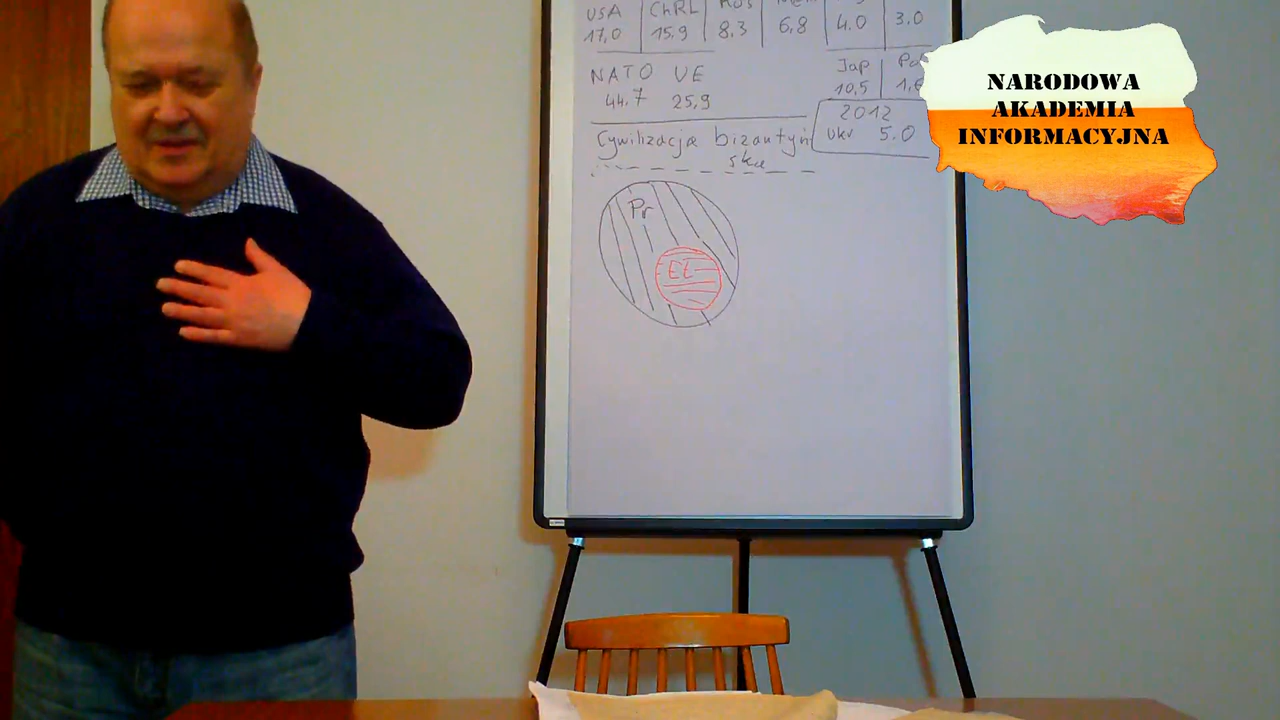 USA ChRL
17,0 15,9 8.3 6,8 4.0 3.0
NATO UE
44.7 25,9
Jap
10,5
2012
Ukr 5.0
Cywilizacja bizantyń
ska
Pr
Et
NARODOWA
AKADEMIA
INFORMACYJNA